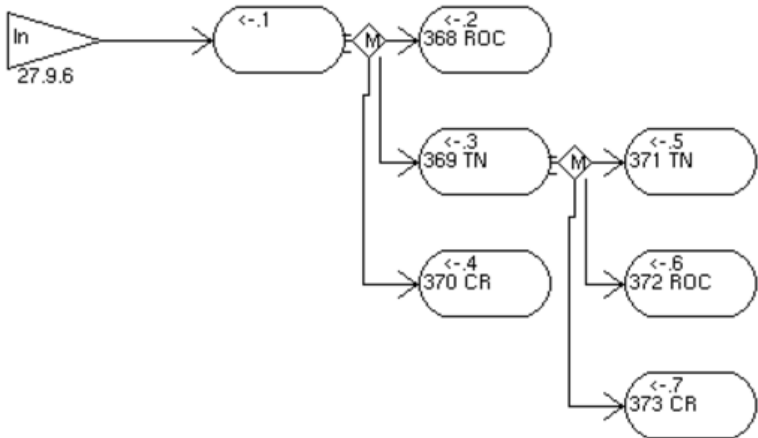 In
27.9.6
<-.1
M
<-.2
368 ROC
<-.3
369 TN
M
<-.5
371 TN
<-.4
370 CR
<-.6
372 ROC
<-.7
373 CR